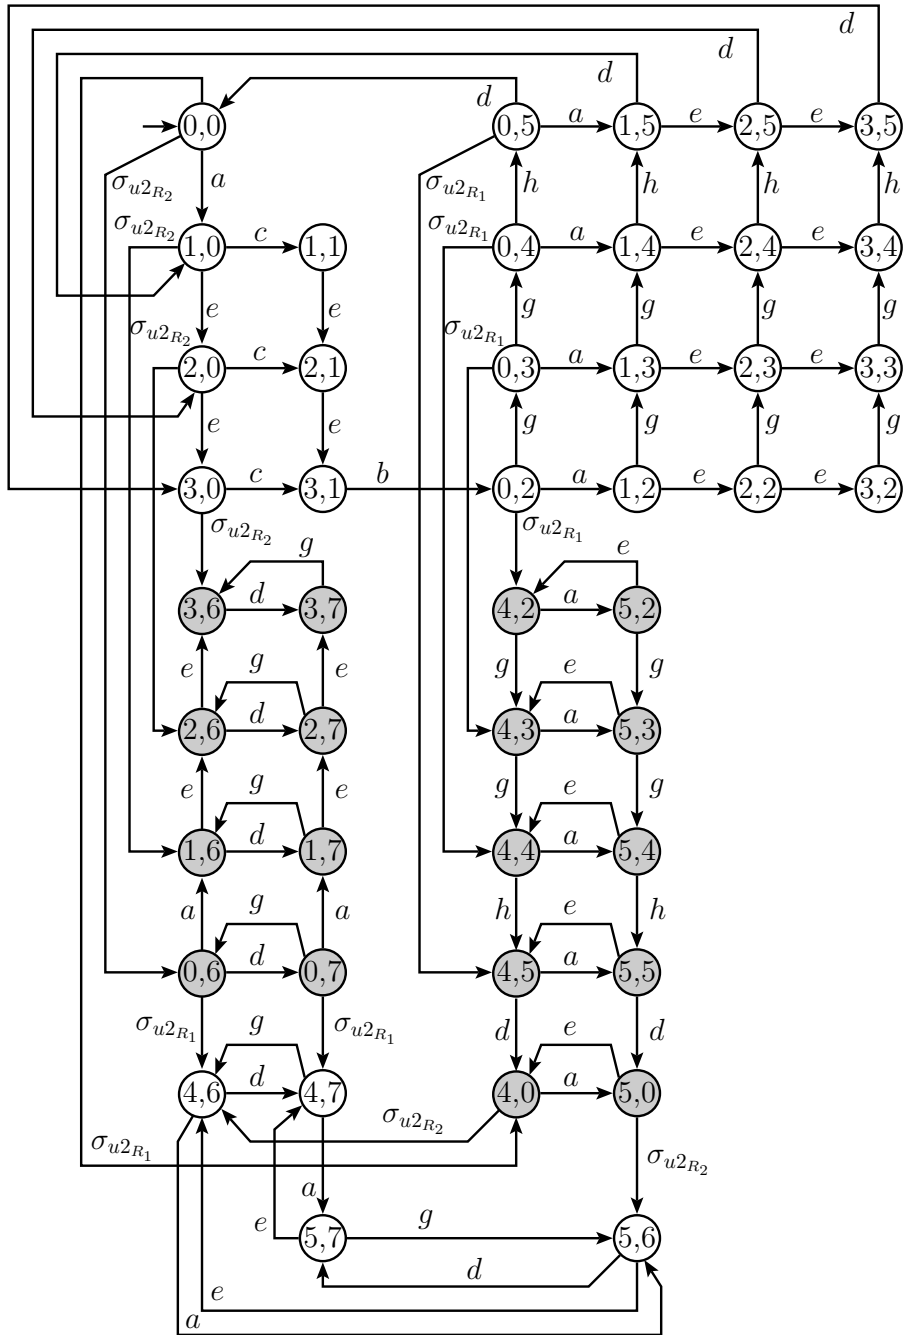 d
d
d
d
0,0
0,5
a
1,5
e
2,5
e
3,5
σu2R2
a
σu2R1
h
h
h
h
σu2R2
σu2R1
1,0
c
1,1
0,4
a
1,4
e
2,4
e
3,4
e
e
g
g
g
g
σu2R2
σu2R1
2,0
c
2,1
0,3
a
1,3
e
2,3
e
3,3
e
e
g
g
g
g
3,0
c
3,1
b
0,2
a
1,2
e
2,2
e
3,2
σu2R2
σu2R1
g
e
3,6
d
3,7
4,2
a
5,2
e
g
e
g
e
g
2,6
d
2,7
4,3
a
5,3
e
g
e
g
e
g
1,6
d
1,7
4,4
a
5,4
a
g
a
h
e
h
0,6
d
0,7
4,5
a
5,5
σu2R1
g
σu2R1
d
e
d
4,6
d
4,7
4,0
a
5,0
σu2R2
σu2R1
σu2R2
a
e
5,7
g
5,6
d
e
a